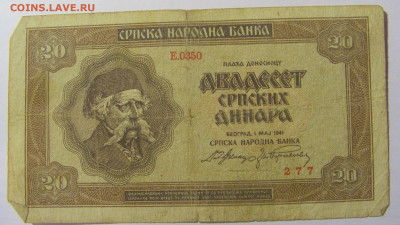 COINS.LAVE.RU
СРПСКА НАРОДНА БАНКА
20 20
Е.0350
ПЛАЋА ДОНОСИОЦУ
ДВАДЕСЕТ
СРПСКИХ
ДИНАРА
БЕОГРАД, 1 МАЈ 1941
СРПСКА НАРОДНА БАНКА
277
20 20